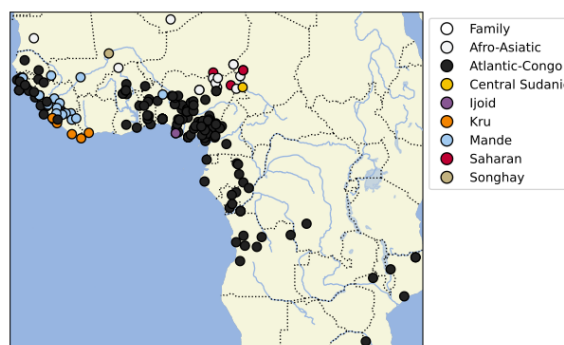 Family
Afro-Asiatic
Atlantic-Congo
Central Sudanic
Ijoid
Kru
Mande
Saharan
Songhay